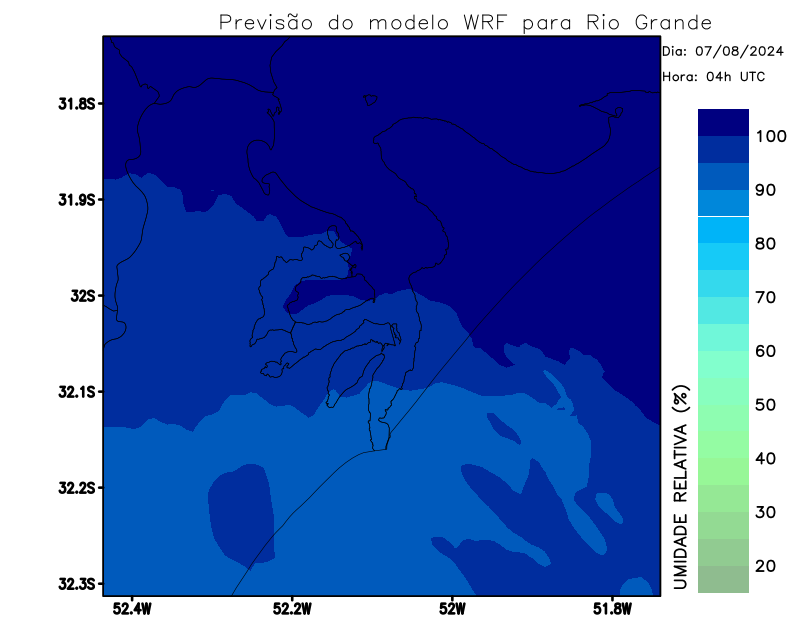 Previsão do modelo WRF para Rio Grande
Dia: 07/08/2024
Hora: 04h UTC
31.8S
31.9S
32S
32.1S
32.2S
32.3S
52.4W
52.2W
52W
51.8W
100
90
80
70
60
50
40
30
20
UMIDADE RELATIVA (%)